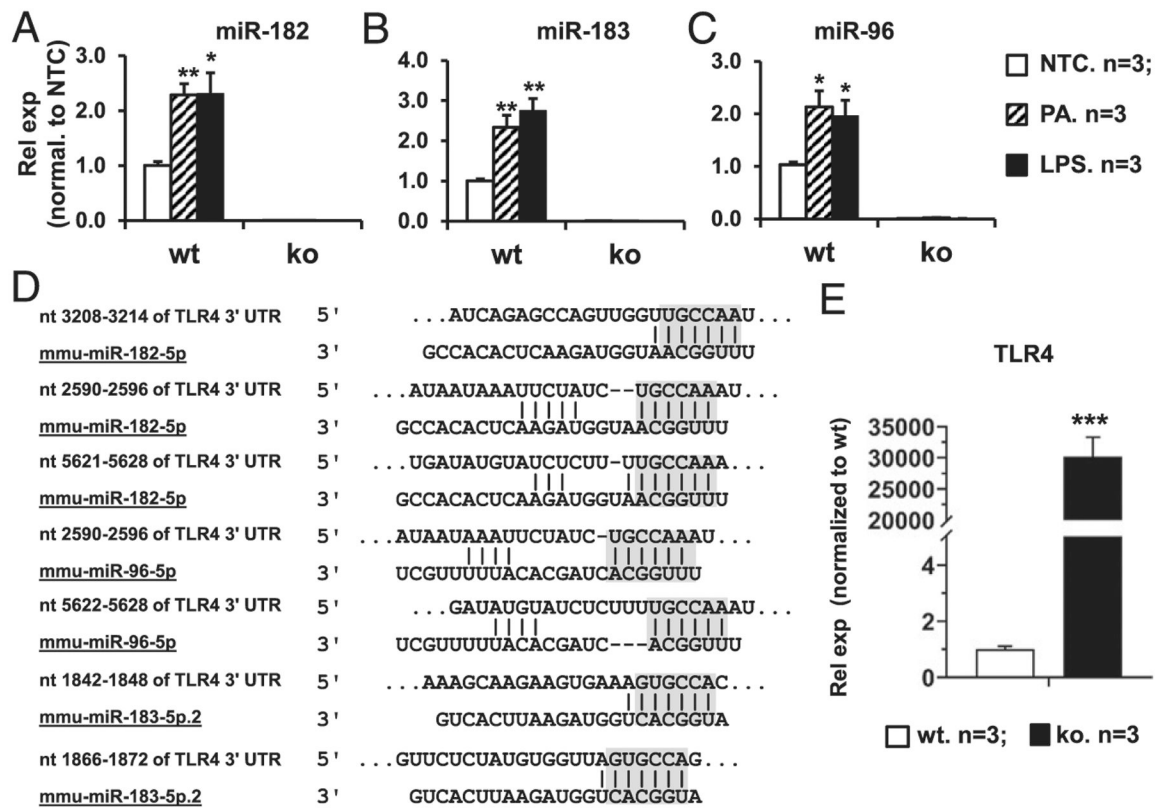 A
miR-182
Rel exp
(normal. to NTC)
3.0
2.0
1.0
0.0
** *
wt ko
B
miR-183
4.0
3.0
2.0
1.0
0.0
** **
wt ko
C
miR-96
3.0
2.0
1.0
0.0
* *
wt ko
NTC. n=3;
PA. n=3
LPS. n=3
D
nt 3208-3214 of TLR4 3' UTR 5' ...AUCAGAGCCAGUUGGUUGCCAAU...
mmu-miR-182-5p 3' GCCACACUCAAGAUGGUAACGGUUU
nt 2590-2596 of TLR4 3' UTR 5' ...AUAAUAAAUUCUAUC--UGCCAAAU...
mmu-miR-182-5p 3' GCCACACUCAAGAUGGUAACGGUUU
nt 5621-5628 of TLR4 3' UTR 5' ...UGAUAUGUAUCUCUU-UUGCCAAA...
mmu-miR-182-5p 3' GCCACACUCAAGAUGGUAACGGUUU
nt 2590-2596 of TLR4 3' UTR 5' ...AUAAUAAAUUCUAUC-UGCCAAAU...
mmu-miR-96-5p 3' UCGUUUUUACACGAUCACGGUUU
nt 5622-5628 of TLR4 3' UTR 5' ...GAUAUGUAUCUCUUUUGCCAAAU...
mmu-miR-96-5p 3' UCGUUUUUUACACGAUC---ACGGUUU
nt 1842-1848 of TLR4 3' UTR 5' ...AAAGCAAGAAGUGAAAGUGCCAC...
mmu-miR-183-5p.2 3' GUCACUUAAGAUGGUCACGGUA
nt 1866-1872 of TLR4 3' UTR 5' ...GUUCUCUAUGUGGUUAGUGCCAG...
mmu-miR-183-5p.2 3' GUCACUUAAGAUGGUCACGGUA
E
TLR4
Rel exp (normalized to wt)
35000
30000
25000
20000
4
2
0
***
wt. n=3; ko. n=3